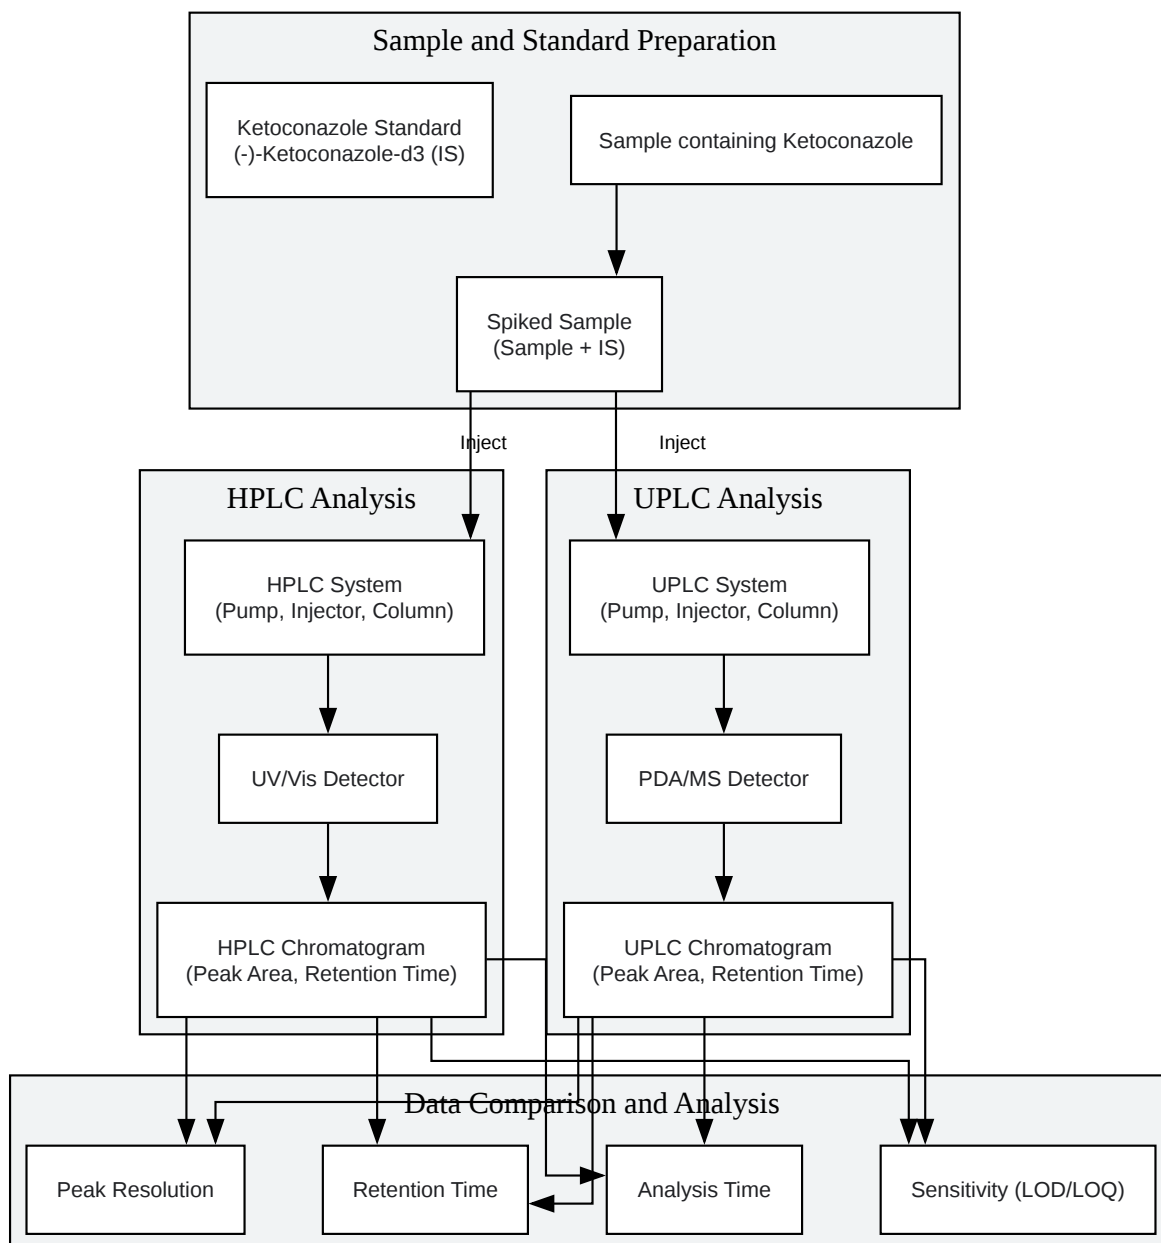 Sample and Standard Preparation
Ketoconazole Standard
(-)-Ketoconazole-d3 (IS)
Sample containing Ketoconazole
Spiked Sample
(Sample + IS)
Inject
Inject
HPLC Analysis
UPLC Analysis
HPLC System
(Pump, Injector, Column)
UPLC System
(Pump, Injector, Column)
UV/Vis Detector
PDA/MS Detector
HPLC Chromatogram
(Peak Area, Retention Time)
UPLC Chromatogram
(Peak Area, Retention Time)
Data Comparison and Analysis
Peak Resolution
Retention Time
Analysis Time
Sensitivity (LOD/LOQ)